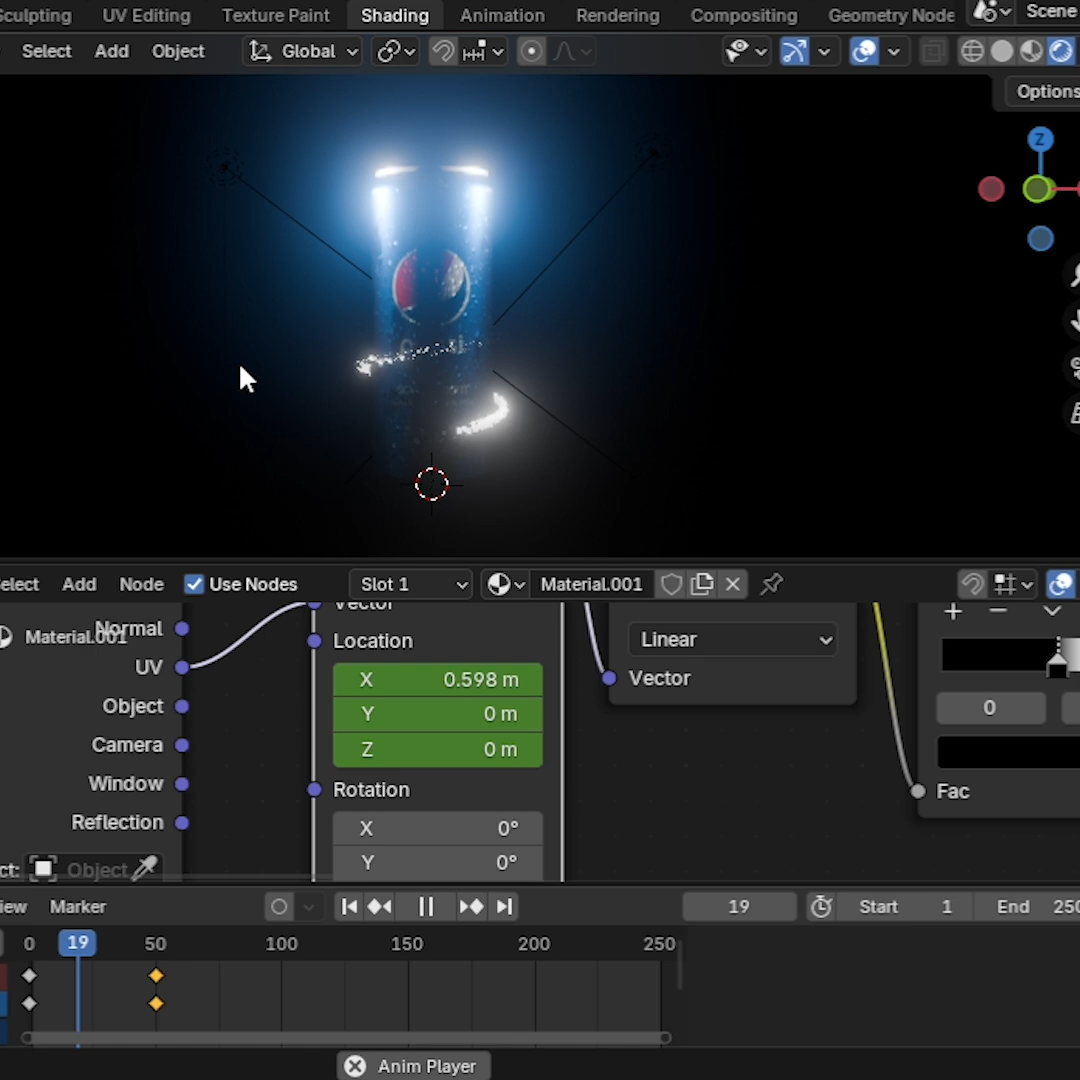 Sculpting UV Editing Texture Paint Shading Animation Rendering Compositing Geometry Node Scene
Select Add Object Global
Options
Z
elect Add Node Use Nodes Slot 1 Material.001
Material.001
Normal
UV
Object
Camera
Window
Reflection
ct: Object
Vector
Location
X 0.598 m
Y 0 m
Z 0 m
Rotation
X 0°
Y 0°
Linear
Vector
0
Fac
iew Marker 19 Start 1 End 250
0 19 50 100 150 200 250
Anim Player